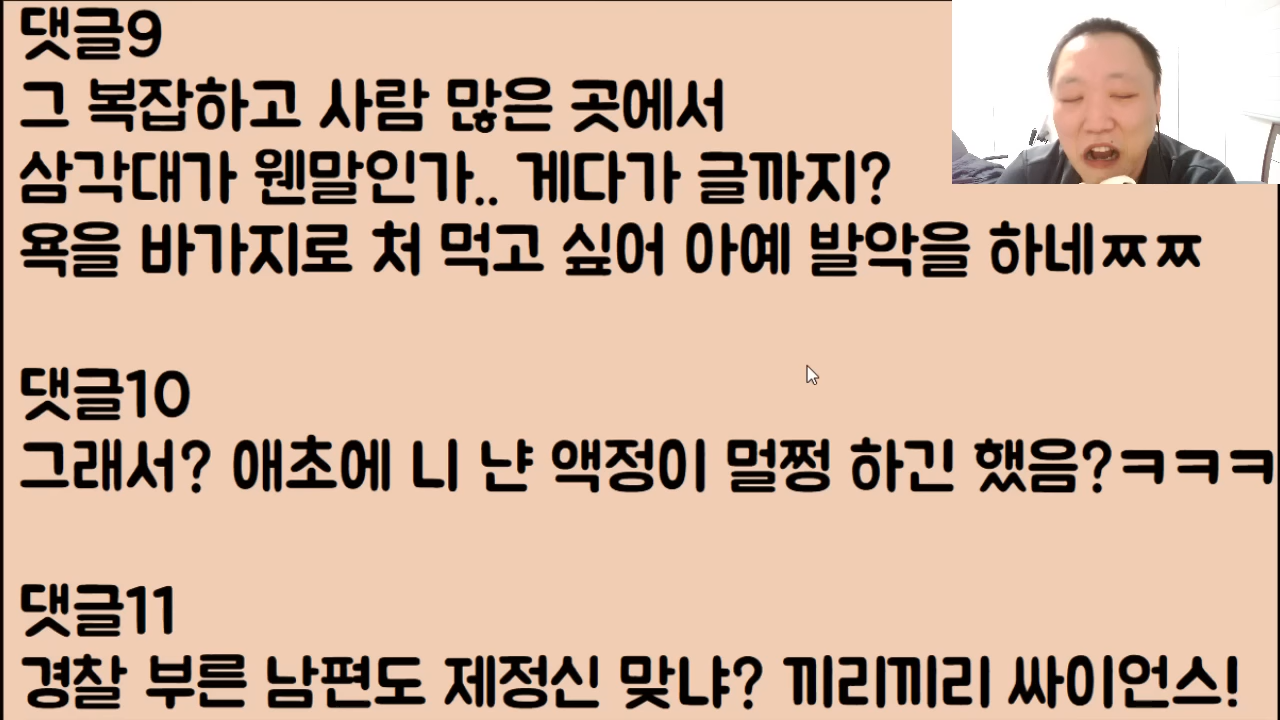 댓글9
그 복잡하고 사람 많은 곳에서
삼각대가 웬말인가.. 게다가 글까지?
욕을 바가지로 처 먹고 싶어 아예 발악을 하네ㅉㅉ
댓글10
그래서? 애초에 니 냔 액정이 멀쩡 하긴 했음?ㅋㅋㅋ
댓글11
경찰 부른 남편도 제정신 맞냐? 끼리끼리 싸이언스!